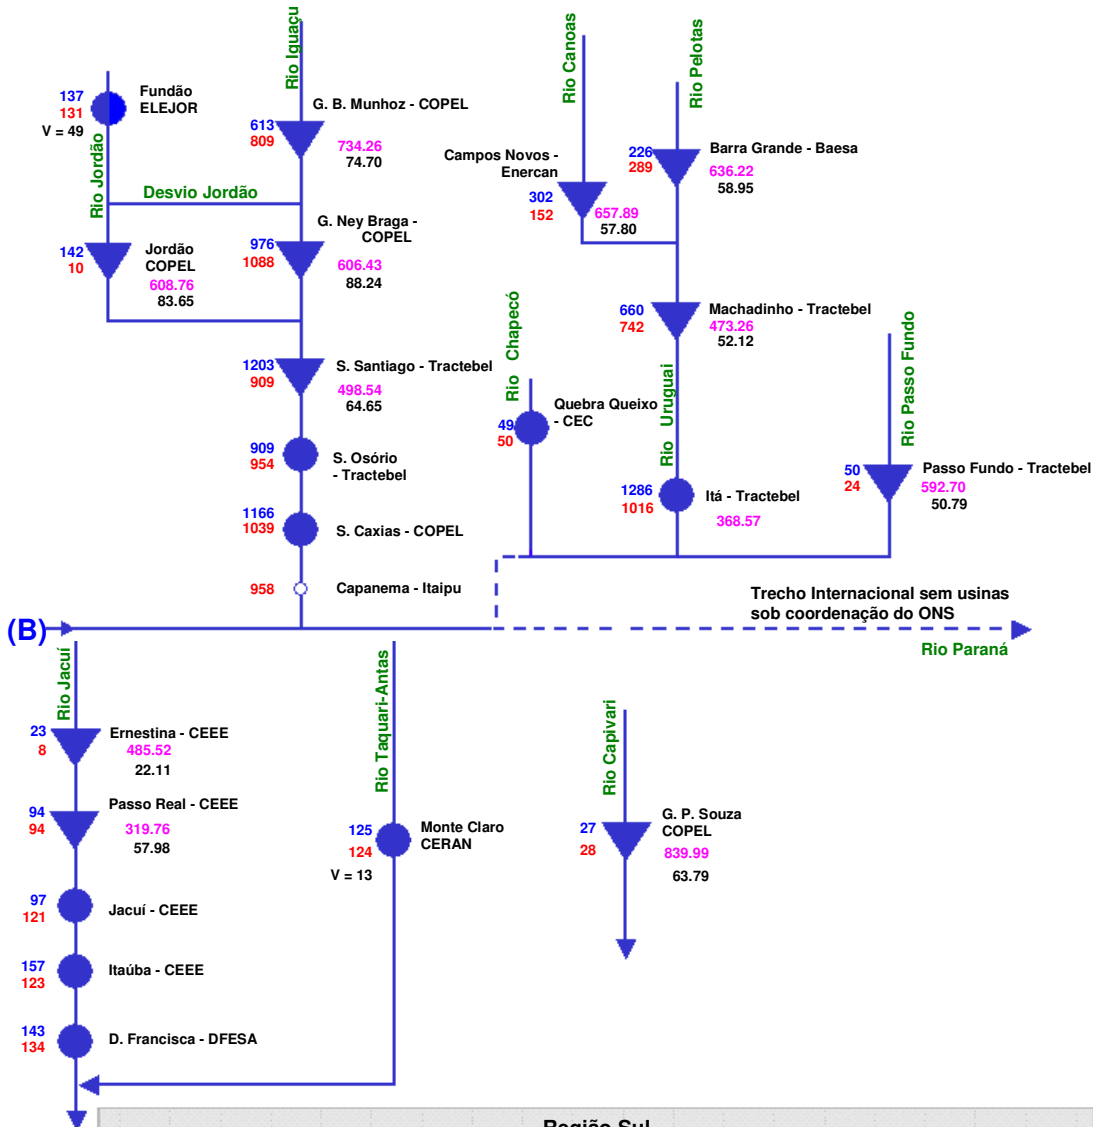 Rio Iguaçu
137
131
V = 49
Fundão
ELEJOR
Rio Jordão
G. B. Munhoz - COPEL
613
809
734.26
74.70
Desvio Jordão
142
10
Jordão
COPEL
608.76
83.65
G. Ney Braga -
COPEL
976
1088
606.43
88.24
1203
909
S. Santiago - Tractebel
498.54
64.65
909
954
S. Osório
- Tractebel
1166
1039
S. Caxias - COPEL
958
Capanema - Itaipu
Rio Canoas
Rio Pelotas
Campos Novos -
Enercan
302
152
657.89
57.80
226
289
Barra Grande - Baesa
636.22
58.95
660
742
Machadinho - Tractebel
473.26
52.12
Rio Chapecó
49
50
Quebra Queixo
- CEC
Rio Uruguai
1286
1016
Itá - Tractebel
368.57
Rio Passo Fundo
50
24
Passo Fundo - Tractebel
592.70
50.79
Trecho Internacional sem usinas
sob coordenação do ONS
(B)
Rio Paraná
Rio Jacuí
23
8
Ernestina - CEEE
485.52
22.11
94
94
Passo Real - CEEE
319.76
57.98
97
121
Jacuí - CEEE
157
123
Itaúba - CEEE
143
134
D. Francisca - DFESA
Rio Taquari-Antas
125
124
V = 13
Monte Claro
CERAN
Rio Capivari
27
28
G. P. Souza
COPEL
839.99
63.79
Região Sul